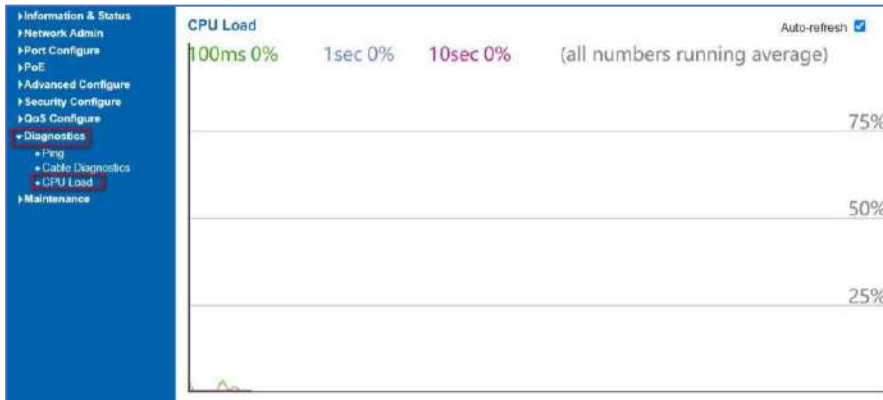 Information & Status
Network Admin
Port Configure
PoE
Advanced Configure
Security Configure
QoS Configure
Diagnostics
Ping
Cable Diagnostics
CPU Load
Maintenance
CPU Load
Auto-refresh
100ms 0% 1sec 0% 10sec 0% (all numbers running average)
75%
50%
25%